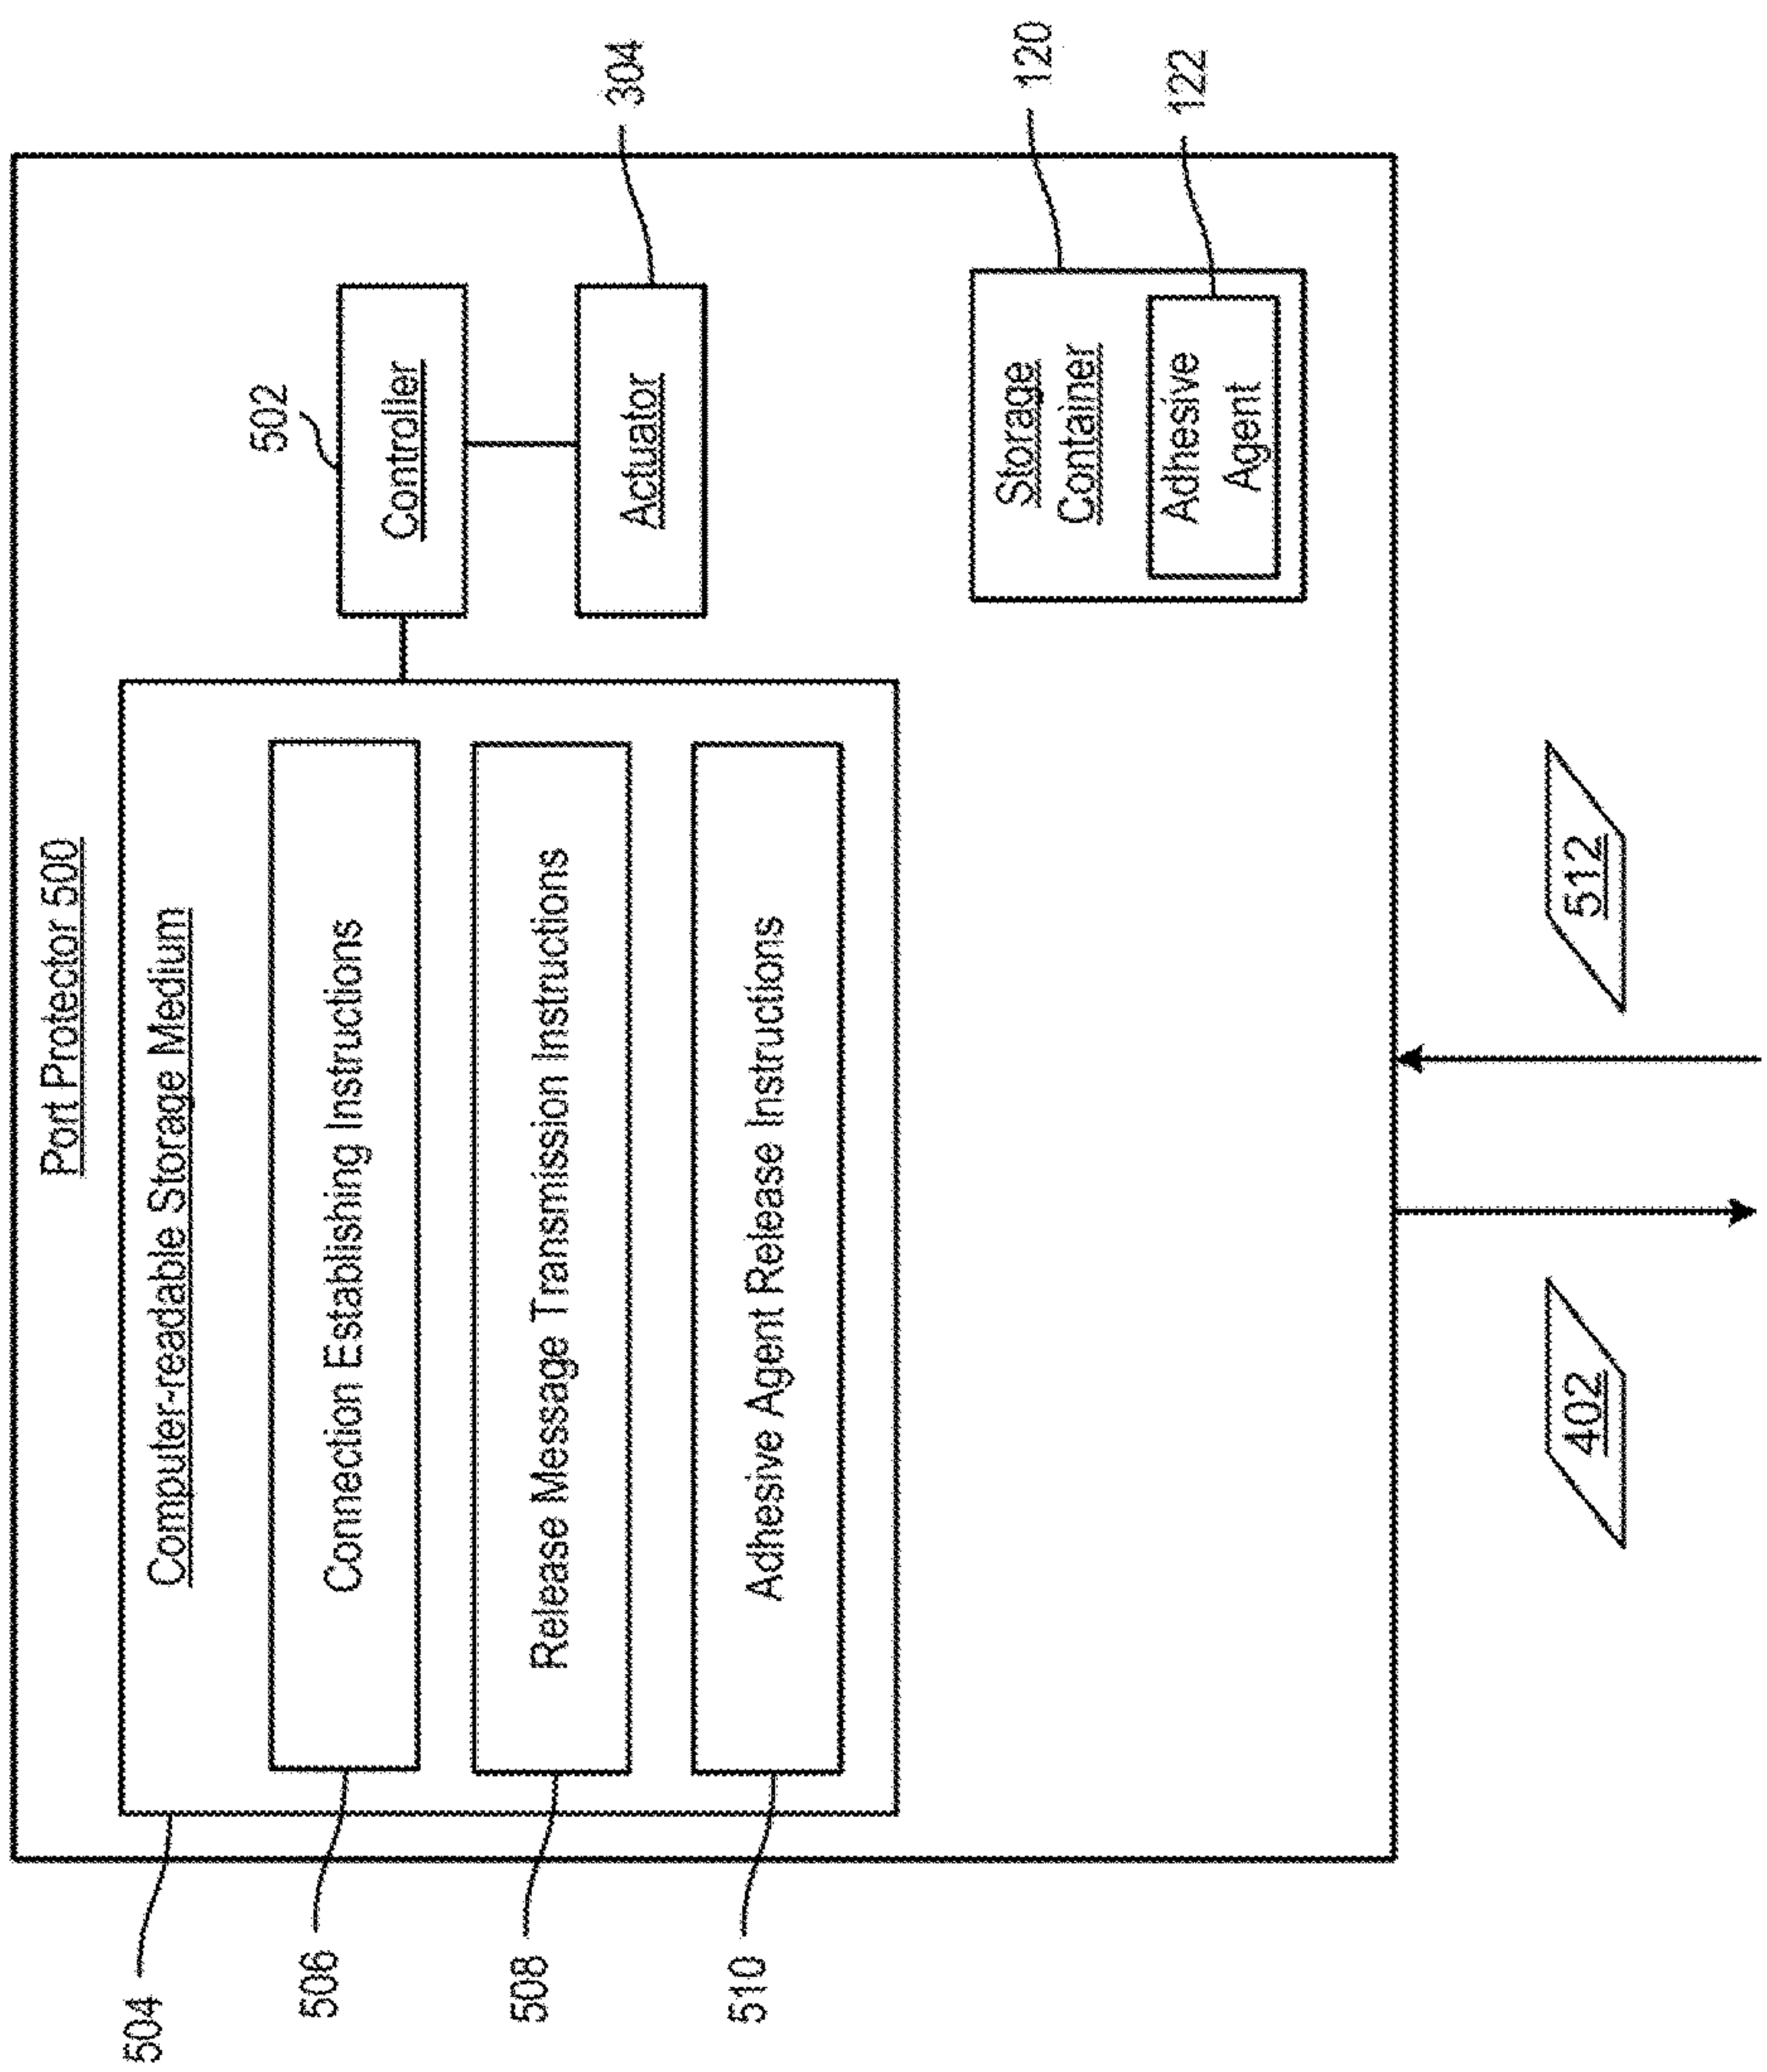 Port Protector 500
Computer-readable Storage Medium
Connection Establishing Instructions
Release Message Transmission Instructions
Adhesive Agent Release Instructions
504
506
508
510
502
Controller
Actuator
304
Storage
Container
Adhesive
Agent
120
122
402
512